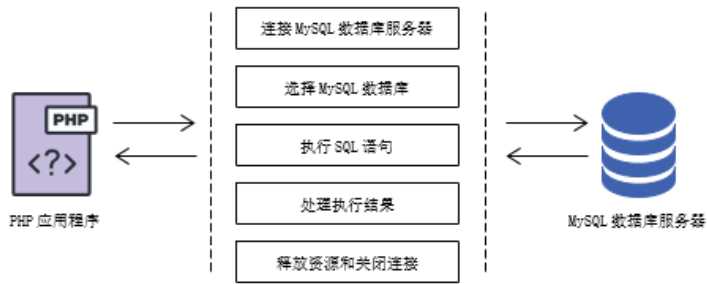 连接 MySQL 数据库服务器
选择 MySQL 数据库
PHP
<?>
执行 SQL 语句
处理执行结果
PHP 应用程序
MySQL 数据库服务器
释放资源和关闭连接